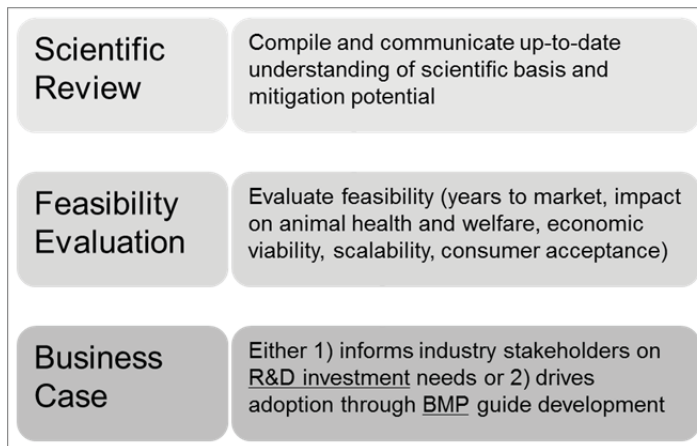 Scientific
Review
Compile and communicate up-to-date
understanding of scientific basis and
mitigation potential
Feasibility
Evaluation
Evaluate feasibility (years to market, impact
on animal health and welfare, economic
viability, scalability, consumer acceptance)
Business
Case
Either 1) informs industry stakeholders on
R&D investment needs or 2) drives
adoption through BMP guide development